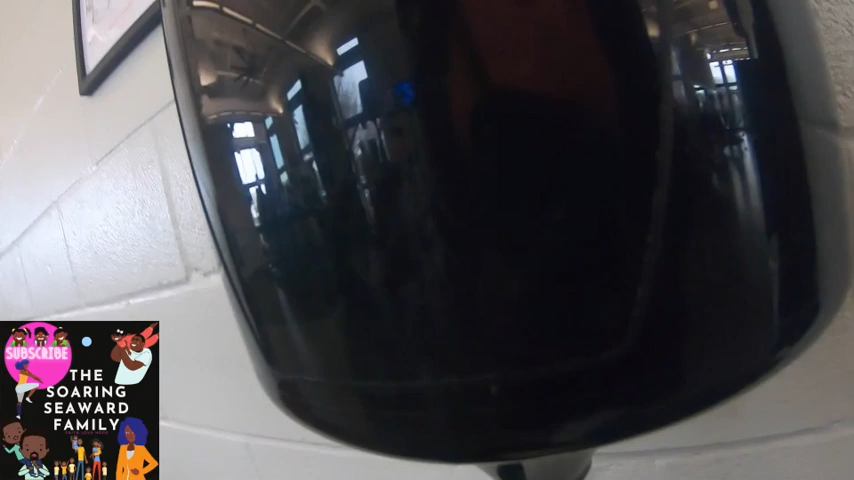 SUBSCRIBE
THE
SOARING
SEAWARD
FAMILY